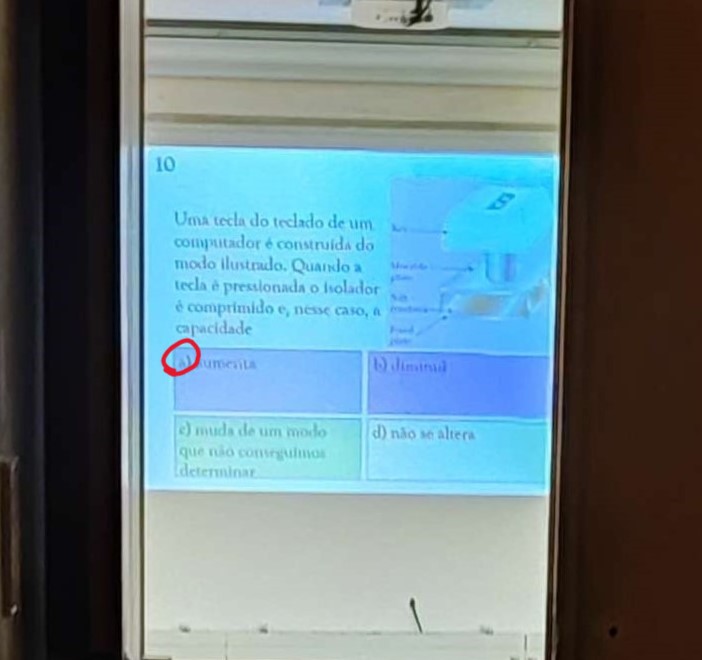 10
Uma tecla do teclado de um
computador é construída do
modo ilustrado. Quando a
tecla é pressionada o isolador
é comprimido e, nesse caso, a
capacidade
a) aumenta
b) diminui
c) muda de um modo
que não conseguimos
determinar
d) não se altera
B